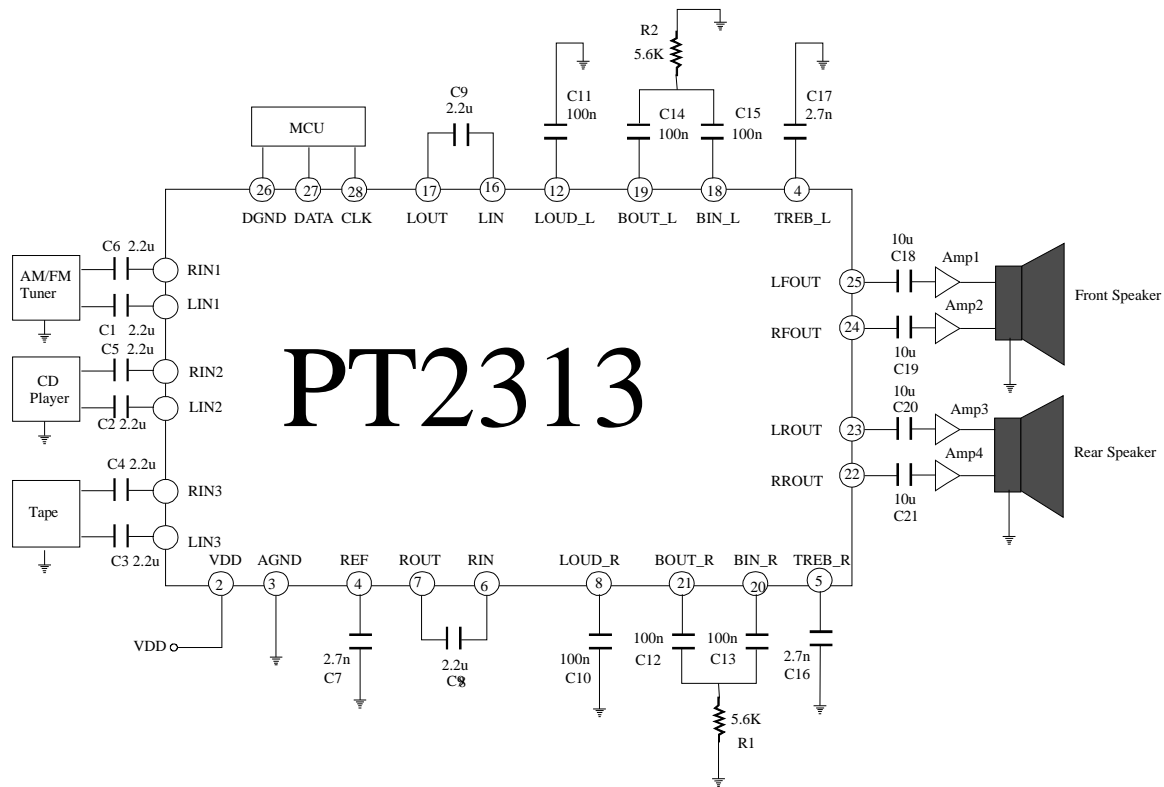 R2
5.6K
C9
2.2u
C11
100n
C14
100n
C15
100n
C17
2.7n
MCU
26
27
28
17
16
12
19
18
4
DGND
DATA
CLK
LOUT
LIN
LOUD_L
BOUT_L
BIN_L
TREB_L
C6 2.2u
AM/FM
Tuner
RIN1
LIN1
C1 2.2u
C5 2.2u
CD
Player
RIN2
LIN2
C2 2.2u
C4 2.2u
Tape
RIN3
LIN3
C3 2.2u
PT2313
10u
C18
Amp1
LFOUT
25
Front Speaker
Amp2
RFOUT
24
10u
C19
10u
C20
Amp3
LROUT
23
Rear Speaker
Amp4
RROUT
22
10u
C21
VDD
AGND
REF
ROUT
RIN
LOUD_R
BOUT_R
BIN_R
TREB_R
2
3
4
7
6
8
21
20
5
VDD
2.7n
C7
2.2u
100n
C10
100n
C12
100n
C13
2.7n
C16
5.6K
R1